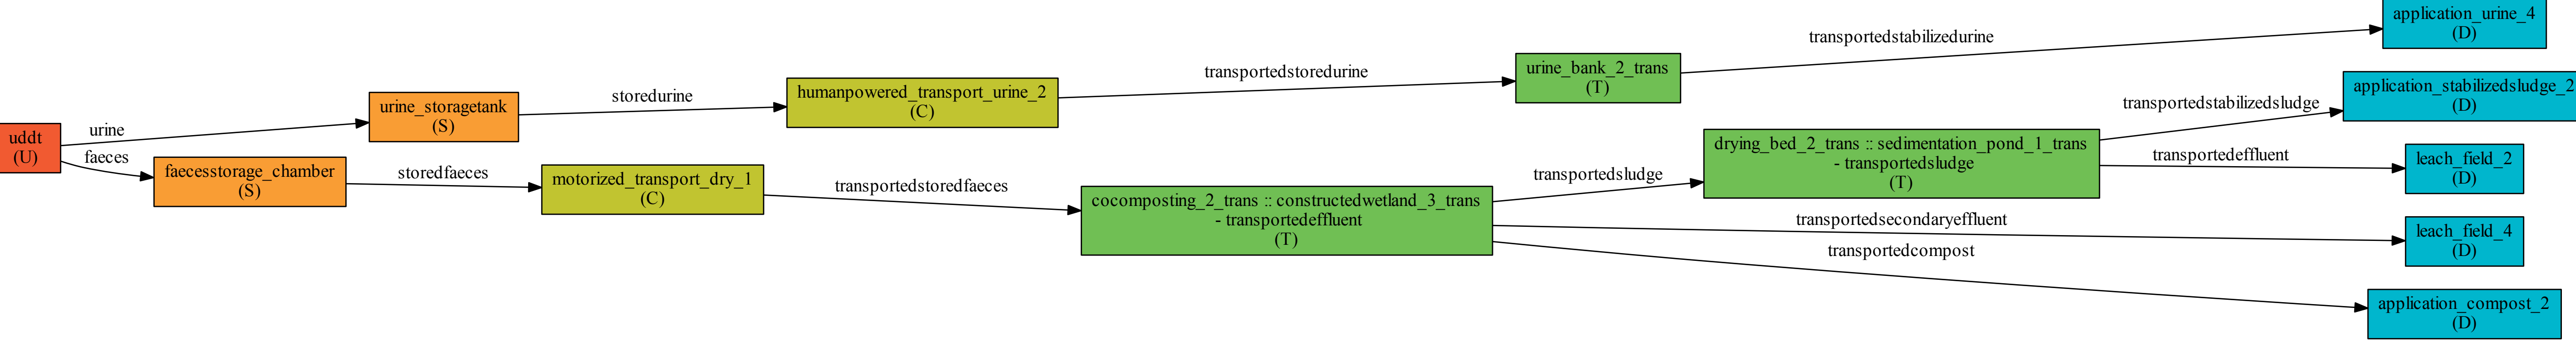 uddt
(U)
urine
faeces
urine_storagetank
(S)
faecesstorage_chamber
(S)
storedurine
storedfaeces
humanpowered_transport_urine_2
(C)
motorized_transport_dry_1
(C)
transportedstoredurine
transportedstoredfaeces
urine_bank_2_trans
(T)
cocomposting_2_trans :: constructedwetland_3_trans
- transportedeffluent
(T)
transportedsludge
drying_bed_2_trans :: sedimentation_pond_1_trans
- transportedsludge
(T)
transportedstabilizedurine
transportedstabilizedsludge
transportedeffluent
transportedsecondaryeffluent
transportedcompost
application_urine_4
(D)
application_stabilizedsludge_2
(D)
leach_field_2
(D)
leach_field_4
(D)
application_compost_2
(D)